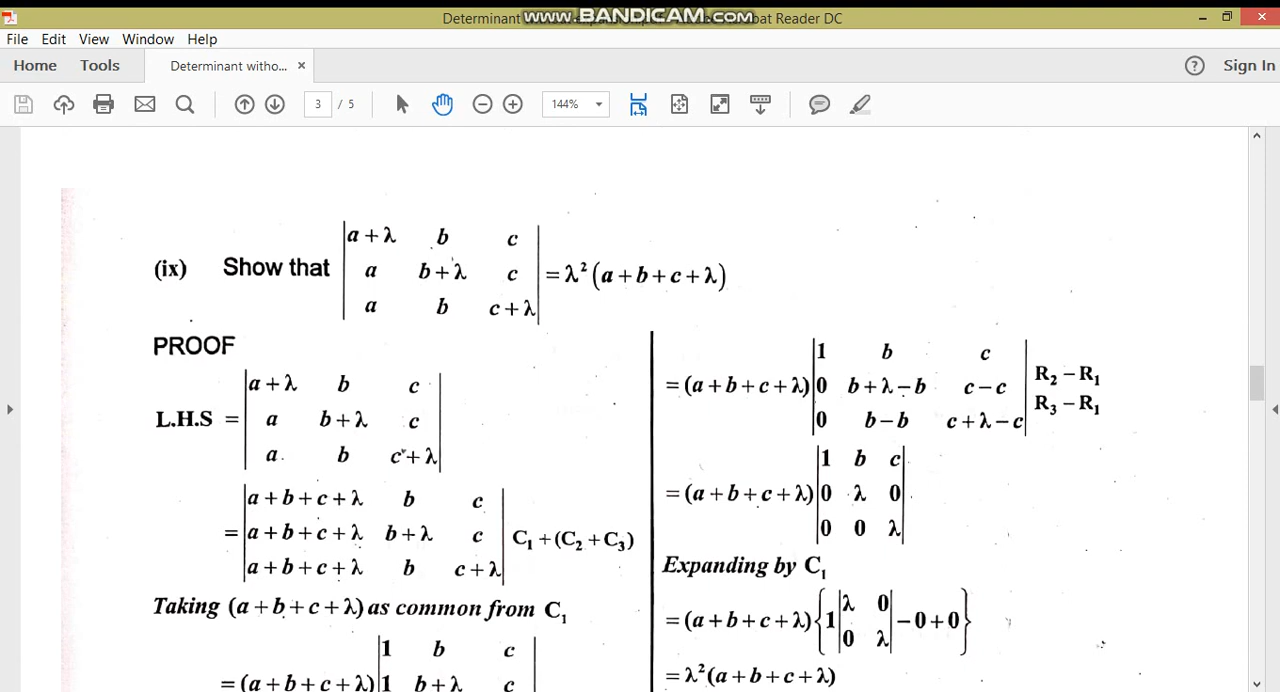 Determinant www.BANDICAM.com bat Reader DC
File Edit View Window Help
Home Tools Determinant witho... × Sign In
3 / 5 144%
(ix) Show that |a + λ b c|
|a b + λ c| = λ² (a + b + c + λ)
|a b c + λ|
PROOF
L.H.S = |a + λ b c|
|a b + λ c|
|a b c + λ|
= |a + b + c + λ b c|
|a + b + c + λ b + λ c| C₁ + (C₂ + C₃)
|a + b + c + λ b c + λ|
Taking (a + b + c + λ) as common from C₁
= (a + b + c + λ) |1 b c|
|1 b + λ c|
= (a + b + c + λ) |1 b c|
|0 b + λ − b c − c| R₂ − R₁
|0 b − b c + λ − c| R₃ − R₁
= (a + b + c + λ) |1 b c|
|0 λ 0|
|0 0 λ|
Expanding by C₁
= (a + b + c + λ) {1 |λ 0| − 0 + 0}
|0 λ|
= λ² (a + b + c + λ)